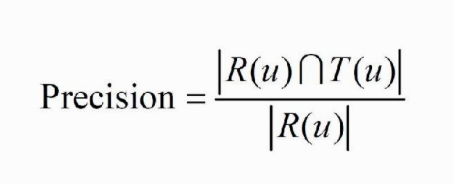 Precision = |R(u)⋂T(u)| / |R(u)|